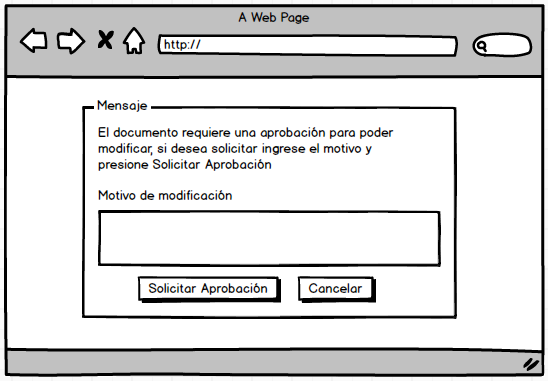 A Web Page
http://
Mensaje
El documento requiere una aprobación para poder
modificar, si desea solicitar ingrese el motivo y
presione Solicitar Aprobación
Motivo de modificación
Solicitar Aprobación
Cancelar